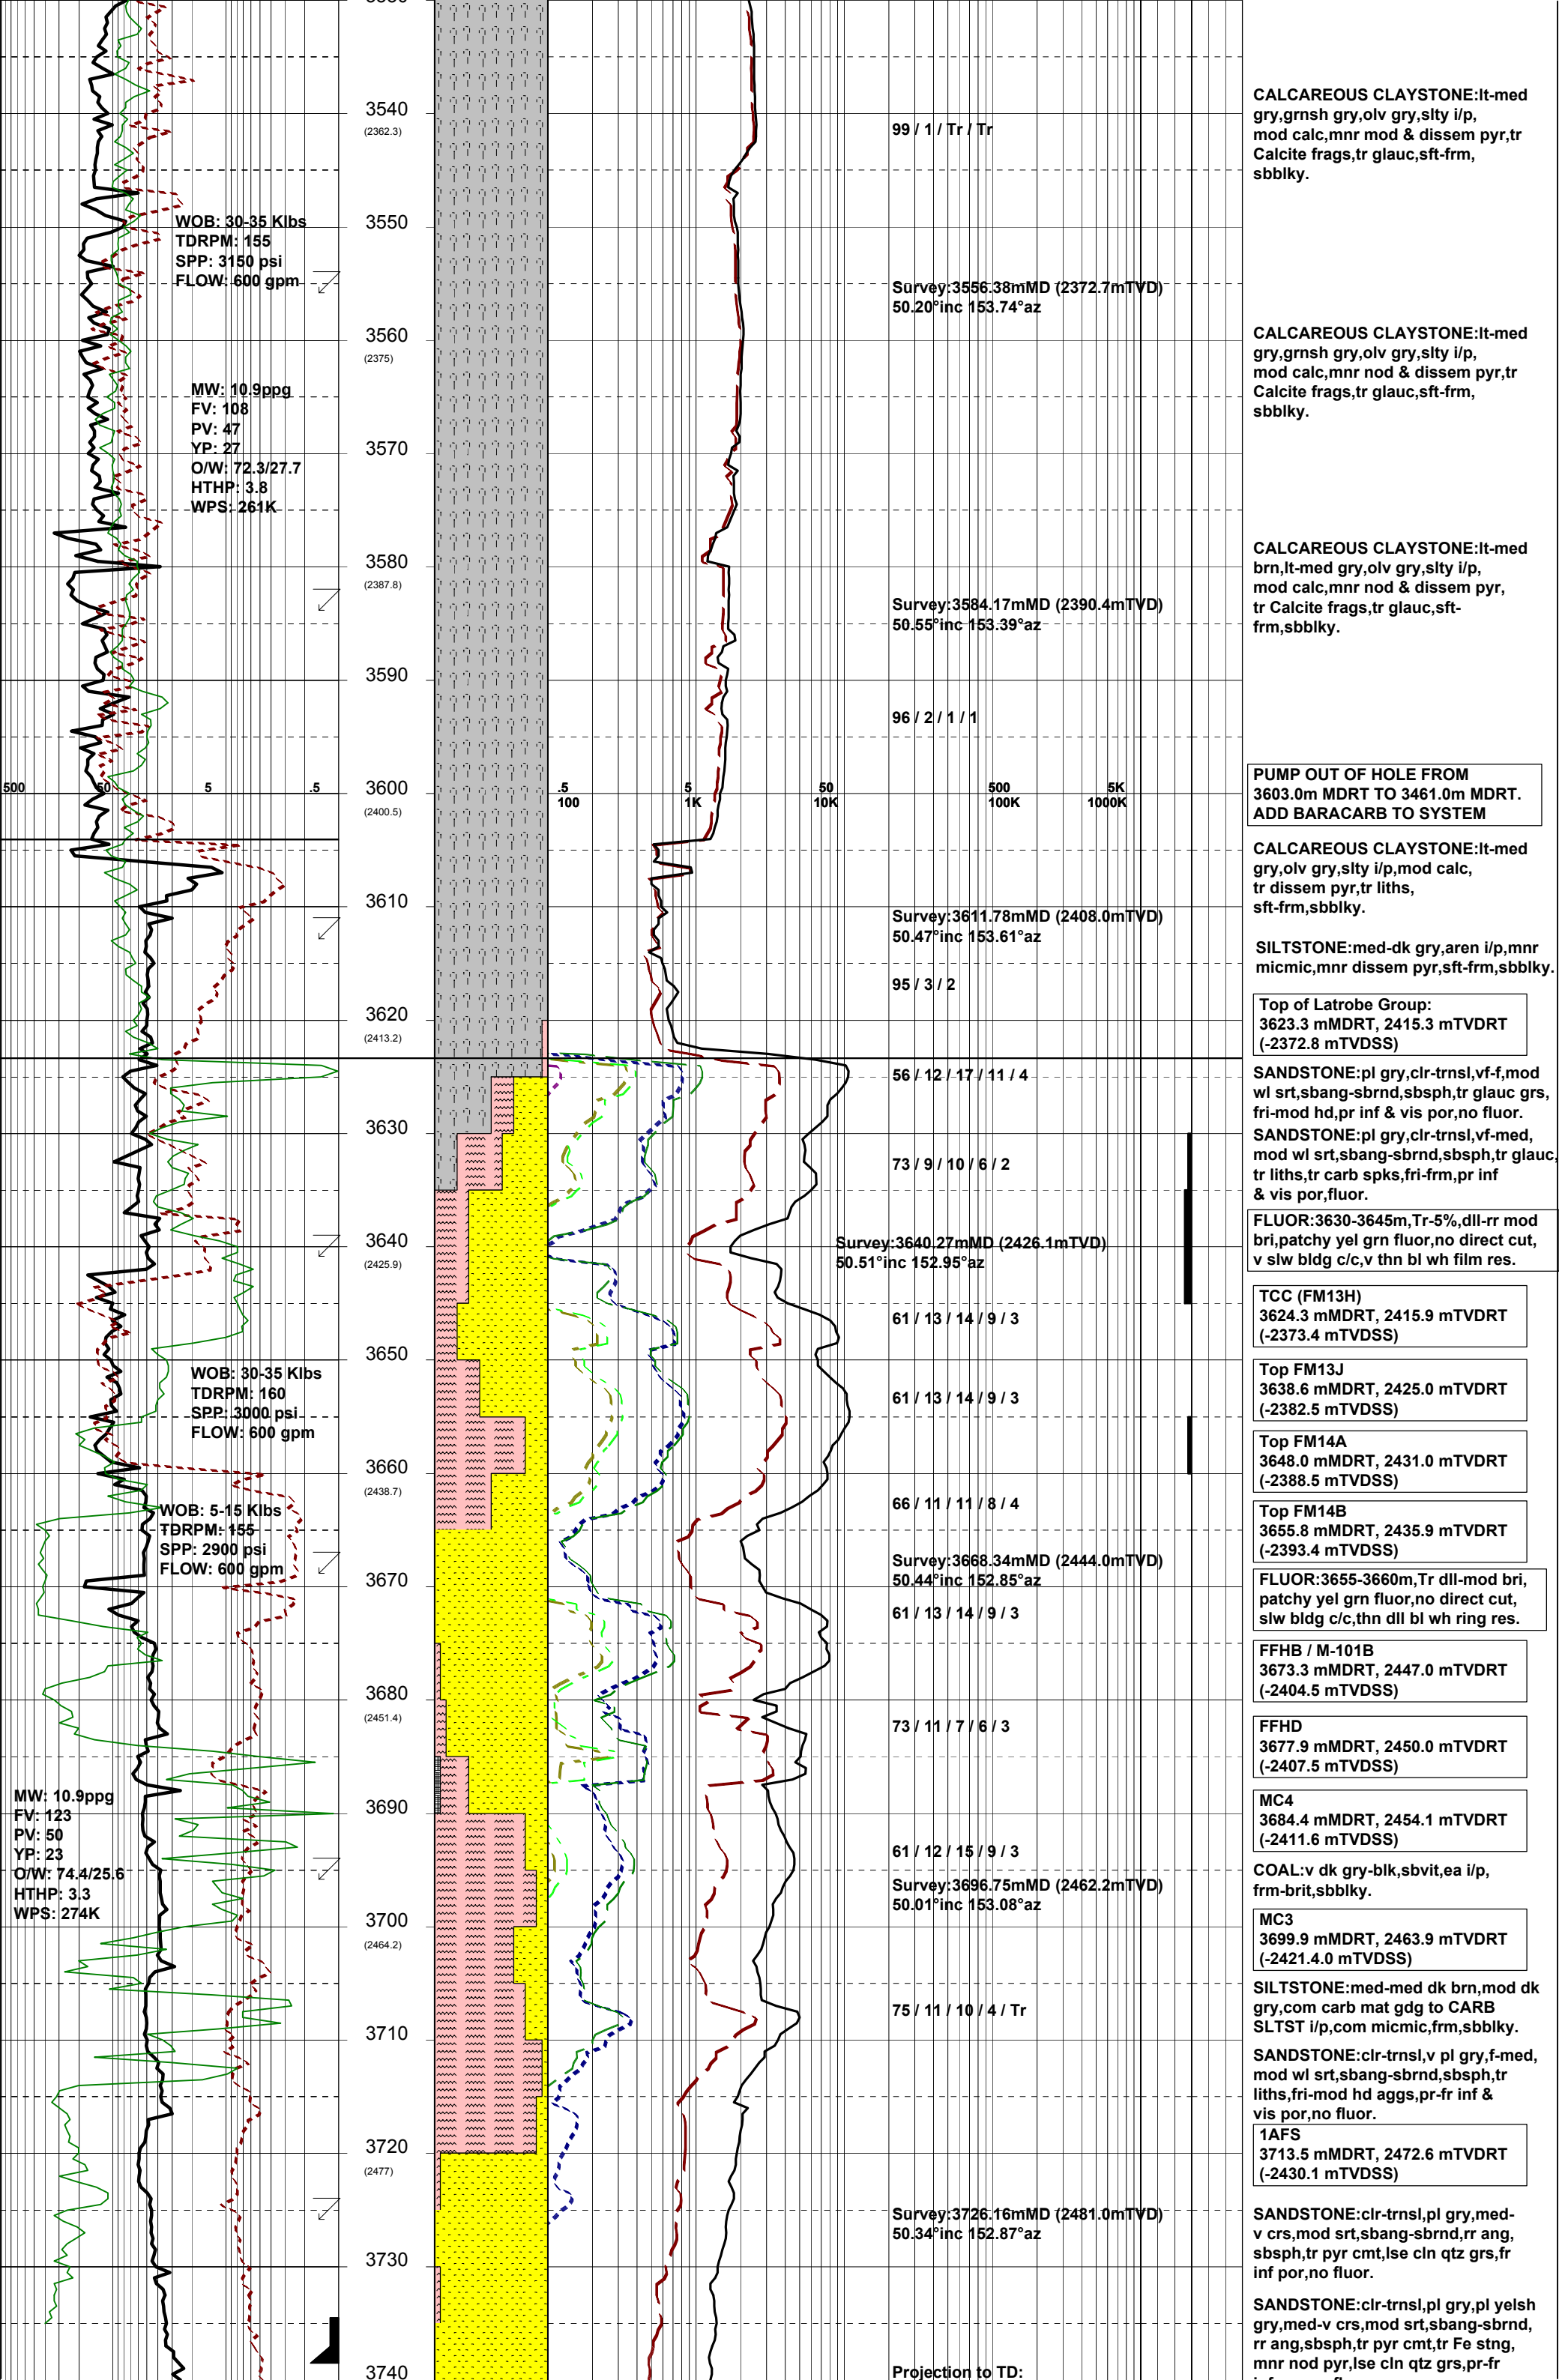 WOB: 30-35 Klbs
TDRPM: 155
SPP: 3150 psi
FLOW: 600 gpm
MW: 10.9ppg
FV: 108
PV: 47
YP: 27
O/W: 72.3/27.7
HTHP: 3.8
WPS: 261K
500 50 5 .5
WOB: 30-35 Klbs
TDRPM: 160
SPP: 3000 psi
FLOW: 600 gpm
WOB: 5-15 Klbs
TDRPM: 155
SPP: 2900 psi
FLOW: 600 gpm
MW: 10.9ppg
FV: 123
PV: 50
YP: 23
O/W: 74.4/25.6
HTHP: 3.3
WPS: 274K
3540
(2362.3)
3550
3560
(2375)
3570
3580
(2387.8)
3590
3600
(2400.5)
3610
3620
(2413.2)
3630
3640
(2425.9)
3650
3660
(2438.7)
3670
3680
(2451.4)
3690
3700
(2464.2)
3710
3720
(2477)
3730
3740
99 / 1 / Tr / Tr
Survey:3556.38mMD (2372.7mTVD)
50.20°inc 153.74°az
Survey:3584.17mMD (2390.4mTVD)
50.55°inc 153.39°az
96 / 2 / 1 / 1
.5 5 50 500 5K
100 1K 10K 100K 1000K
Survey:3611.78mMD (2408.0mTVD)
50.47°inc 153.61°az
95 / 3 / 2
56 / 12 / 17 / 11 / 4
73 / 9 / 10 / 6 / 2
Survey:3640.27mMD (2426.1mTVD)
50.51°inc 152.95°az
61 / 13 / 14 / 9 / 3
61 / 13 / 14 / 9 / 3
66 / 11 / 11 / 8 / 4
Survey:3668.34mMD (2444.0mTVD)
50.44°inc 152.85°az
61 / 13 / 14 / 9 / 3
73 / 11 / 7 / 6 / 3
61 / 12 / 15 / 9 / 3
Survey:3696.75mMD (2462.2mTVD)
50.01°inc 153.08°az
75 / 11 / 10 / 4 / Tr
Survey:3726.16mMD (2481.0mTVD)
50.34°inc 152.87°az
Projection to TD:
CALCAREOUS CLAYSTONE:lt-med
gry,grnsh gry,olv gry,slty i/p,
mod calc,mnr mod & dissem pyr,tr
Calcite frags,tr glauc,sft-frm,
sbblky.
CALCAREOUS CLAYSTONE:lt-med
gry,grnsh gry,olv gry,slty i/p,
mod calc,mnr nod & dissem pyr,tr
Calcite frags,tr glauc,sft-frm,
sbblky.
CALCAREOUS CLAYSTONE:lt-med
brn,lt-med gry,olv gry,slty i/p,
mod calc,mnr nod & dissem pyr,
tr Calcite frags,tr glauc,sft-
frm,sbblky.
PUMP OUT OF HOLE FROM
3603.0m MDRT TO 3461.0m MDRT.
ADD BARACARB TO SYSTEM
CALCAREOUS CLAYSTONE:lt-med
gry,olv gry,slty i/p,mod calc,
tr dissem pyr,tr liths,
sft-frm,sbblky.
SILTSTONE:med-dk gry,aren i/p,mnr
micmic,mnr dissem pyr,sft-frm,sbblky.
Top of Latrobe Group:
3623.3 mMDRT, 2415.3 mTVDRT
(-2372.8 mTVDSS)
SANDSTONE:pl gry,clr-trnsl,vf-f,mod
wl srt,sbang-sbrnd,sbsph,tr glauc grs,
fri-mod hd,pr inf & vis por,no fluor.
SANDSTONE:pl gry,clr-trnsl,vf-med,
mod wl srt,sbang-sbrnd,sbsph,tr glauc,
tr liths,tr carb spks,fri-frm,pr inf
& vis por,fluor.
FLUOR:3630-3645m,Tr-5%,dll-rr mod
bri,patchy yel grn fluor,no direct cut,
v slw bldg c/c,v thn bl wh film res.
TCC (FM13H)
3624.3 mMDRT, 2415.9 mTVDRT
(-2373.4 mTVDSS)
Top FM13J
3638.6 mMDRT, 2425.0 mTVDRT
(-2382.5 mTVDSS)
Top FM14A
3648.0 mMDRT, 2431.0 mTVDRT
(-2388.5 mTVDSS)
Top FM14B
3655.8 mMDRT, 2435.9 mTVDRT
(-2393.4 mTVDSS)
FLUOR:3655-3660m,Tr dll-mod bri,
patchy yel grn fluor,no direct cut,
slw bldg c/c,thn dll bl wh ring res.
FFHB / M-101B
3673.3 mMDRT, 2447.0 mTVDRT
(-2404.5 mTVDSS)
FFHD
3677.9 mMDRT, 2450.0 mTVDRT
(-2407.5 mTVDSS)
MC4
3684.4 mMDRT, 2454.1 mTVDRT
(-2411.6 mTVDSS)
COAL:v dk gry-blk,sbvit,ea i/p,
frm-brit,sbblky.
MC3
3699.9 mMDRT, 2463.9 mTVDRT
(-2421.4.0 mTVDSS)
SILTSTONE:med-med dk brn,mod dk
gry,com carb mat gdg to CARB
SLTST i/p,com micmic,frm,sbblky.
SANDSTONE:clr-trnsl,v pl gry,f-med,
mod wl srt,sbang-sbrnd,sbsph,tr
liths,fri-mod hd aggs,pr-fr inf &
vis por,no fluor.
1AFS
3713.5 mMDRT, 2472.6 mTVDRT
(-2430.1 mTVDSS)
SANDSTONE:clr-trnsl,pl gry,med-
v crs,mod srt,sbang-sbrnd,rr ang,
sbsph,tr pyr cmt,lse cln qtz grs,fr
inf por,no fluor.
SANDSTONE:clr-trnsl,pl gry,pl yelsh
gry,med-v crs,mod srt,sbang-sbrnd,
rr ang,sbsph,tr pyr cmt,tr Fe stng,
mnr nod pyr,lse cln qtz grs,pr-fr